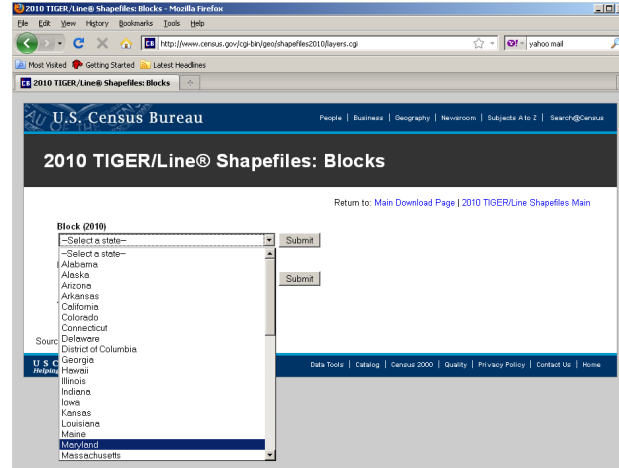 2010 TIGER/Line® Shapefiles: Blocks - Mozilla Firefox
File Edit View History Bookmarks Tools Help
http://www.census.gov/cgi-bin/geo/shapefiles2010/layers.cgi yahoo mail
Most Visited Getting Started Latest Headlines
2010 TIGER/Line® Shapefiles: Blocks
U.S. Census Bureau People | Business | Geography | Newsroom | Subjects A to Z | Search@Census
2010 TIGER/Line® Shapefiles: Blocks
Return to: Main Download Page | 2010 TIGER/Line Shapefiles Main
Block (2010)
--Select a state-- Submit
--Select a state--
Alabama
Alaska Submit
Arizona
Arkansas
California
Colorado
Connecticut
Delaware
District of Columbia
Georgia
Data Tools | Catalog | Census 2000 | Quality | Privacy Policy | Contact Us | Home
Hawaii
Illinois
Indiana
Iowa
Kansas
Louisiana
Maine
Maryland
Massachusetts